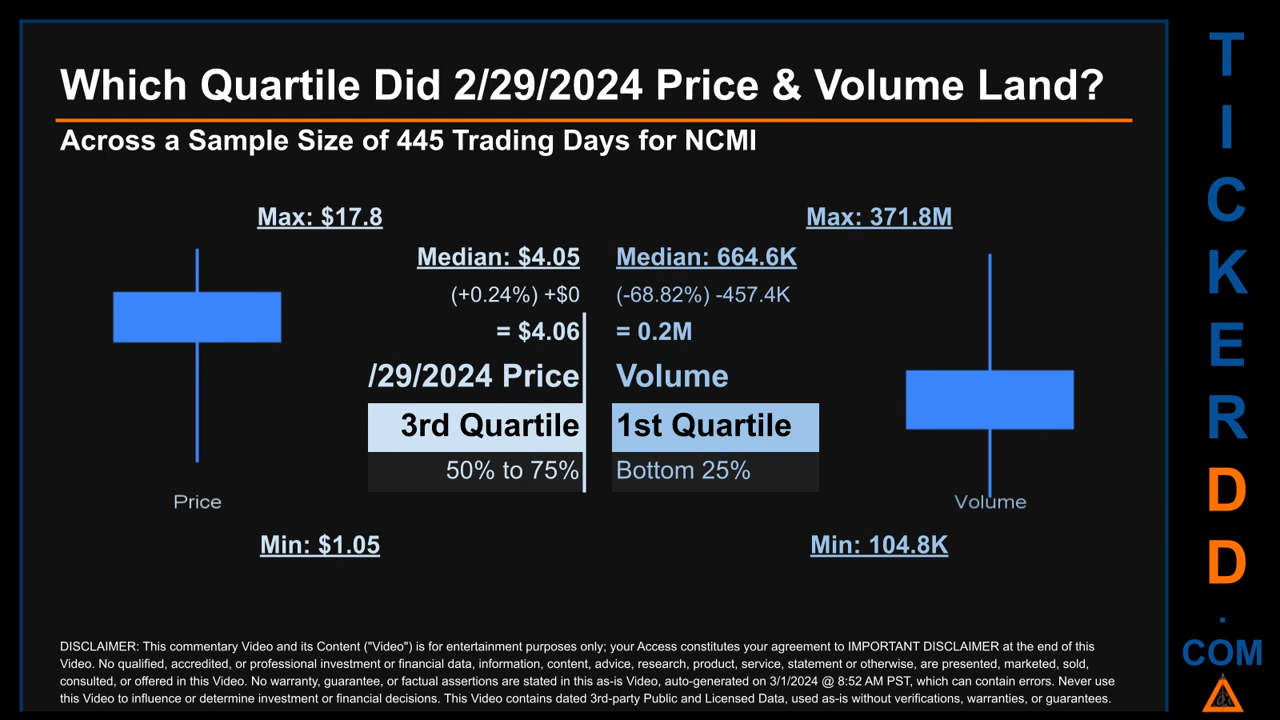 Which Quartile Did 2/29/2024 Price & Volume Land?
Across a Sample Size of 445 Trading Days for NCMI
Max: $17.8
Max: 371.8M
Median: $4.05
Median: 664.6K
(+0.24%) +$0
(-68.82%) -457.4K
= $4.06
= 0.2M
/29/2024 Price
Volume
3rd Quartile
1st Quartile
50% to 75%
Bottom 25%
Price
Volume
Min: $1.05
Min: 104.8K
DISCLAIMER: This commentary Video and its Content ("Video") is for entertainment purposes only; your Access constitutes your agreement to IMPORTANT DISCLAIMER at the end of this
Video. No qualified, accredited, or professional investment or financial data, information, content, advice, research, product, service, statement or otherwise, are presented, marketed, sold,
consulted, or offered in this Video. No warranty, guarantee, or factual assertions are stated in this as-is Video, auto-generated on 3/1/2024 @ 8:52 AM PST, which can contain errors. Never use
this Video to influence or determine investment or financial decisions. This Video contains dated 3rd-party Public and Licensed Data, used as-is without verifications, warranties, or guarantees.
T
I
C
K
E
R
D
D
.
COM